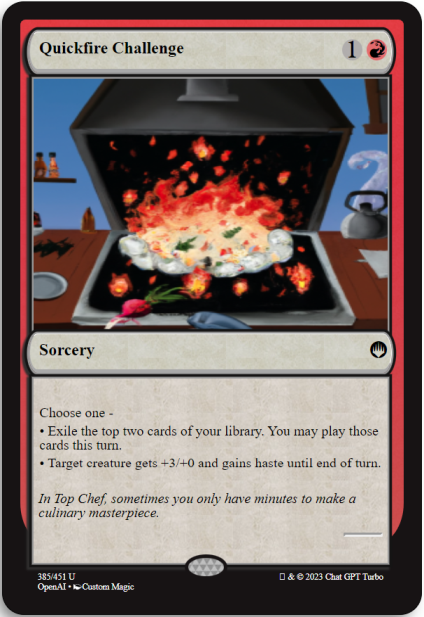 Quickfire Challenge 1
Sorcery
Choose one -
• Exile the top two cards of your library. You may play those
cards this turn.
• Target creature gets +3/+0 and gains haste until end of turn.
In Top Chef, sometimes you only have minutes to make a
culinary masterpiece.
385/451 U
OpenAI • Custom Magic
& © 2023 Chat GPT Turbo